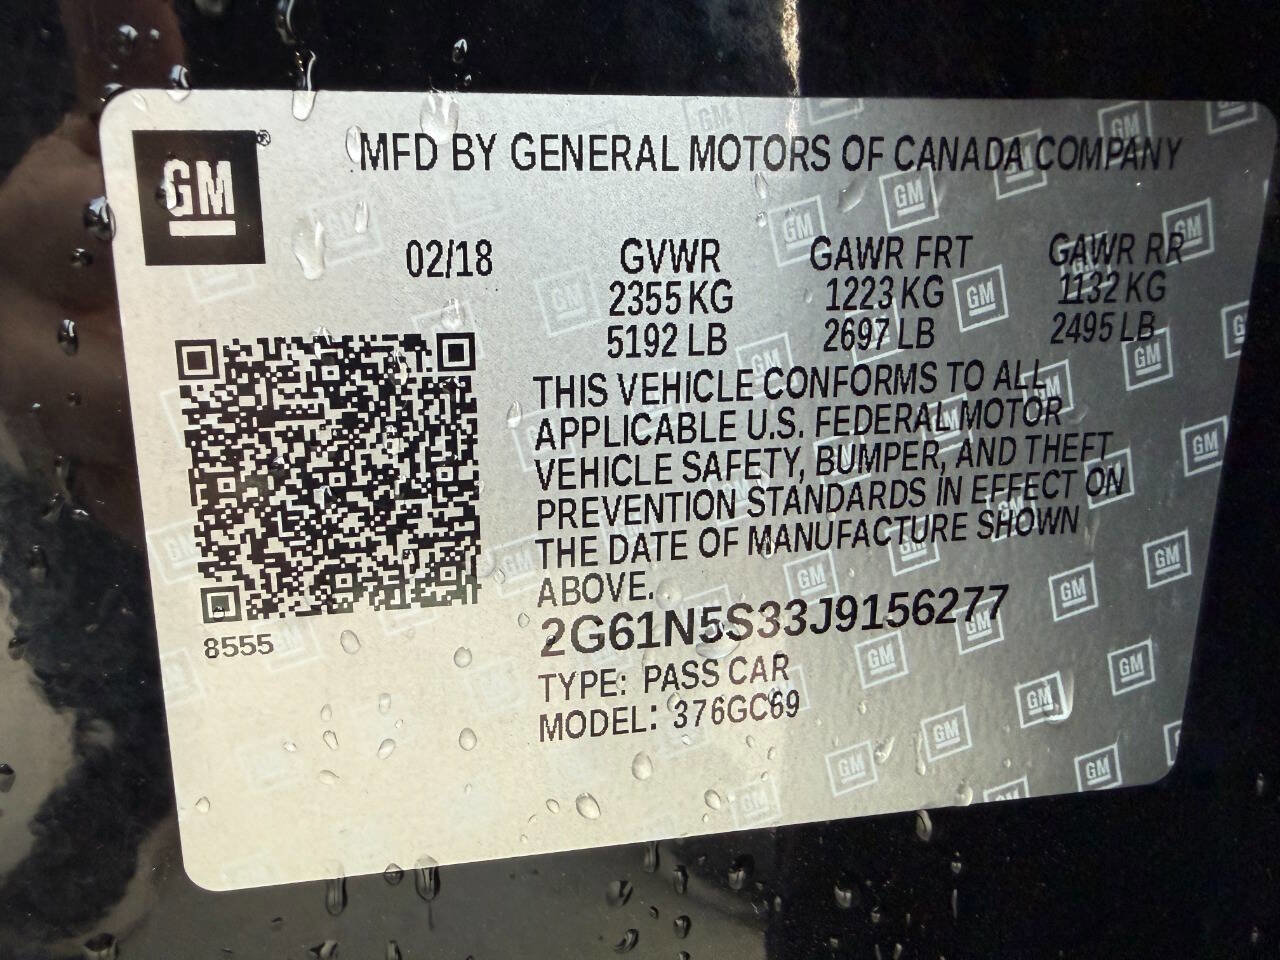 GM
MFD BY GENERAL MOTORS OF CANADA COMPANY
02/18
GVWR GAWR FRT GAWR RR
2355 KG 1223 KG 1132 KG
5192 LB 2697 LB 2495 LB
THIS VEHICLE CONFORMS TO ALL
APPLICABLE U.S. FEDERAL MOTOR
VEHICLE SAFETY, BUMPER, AND THEFT
PREVENTION STANDARDS IN EFFECT ON
THE DATE OF MANUFACTURE SHOWN
ABOVE.
2G61N5S33J9156277
8555
TYPE: PASS CAR
MODEL: 376GC69